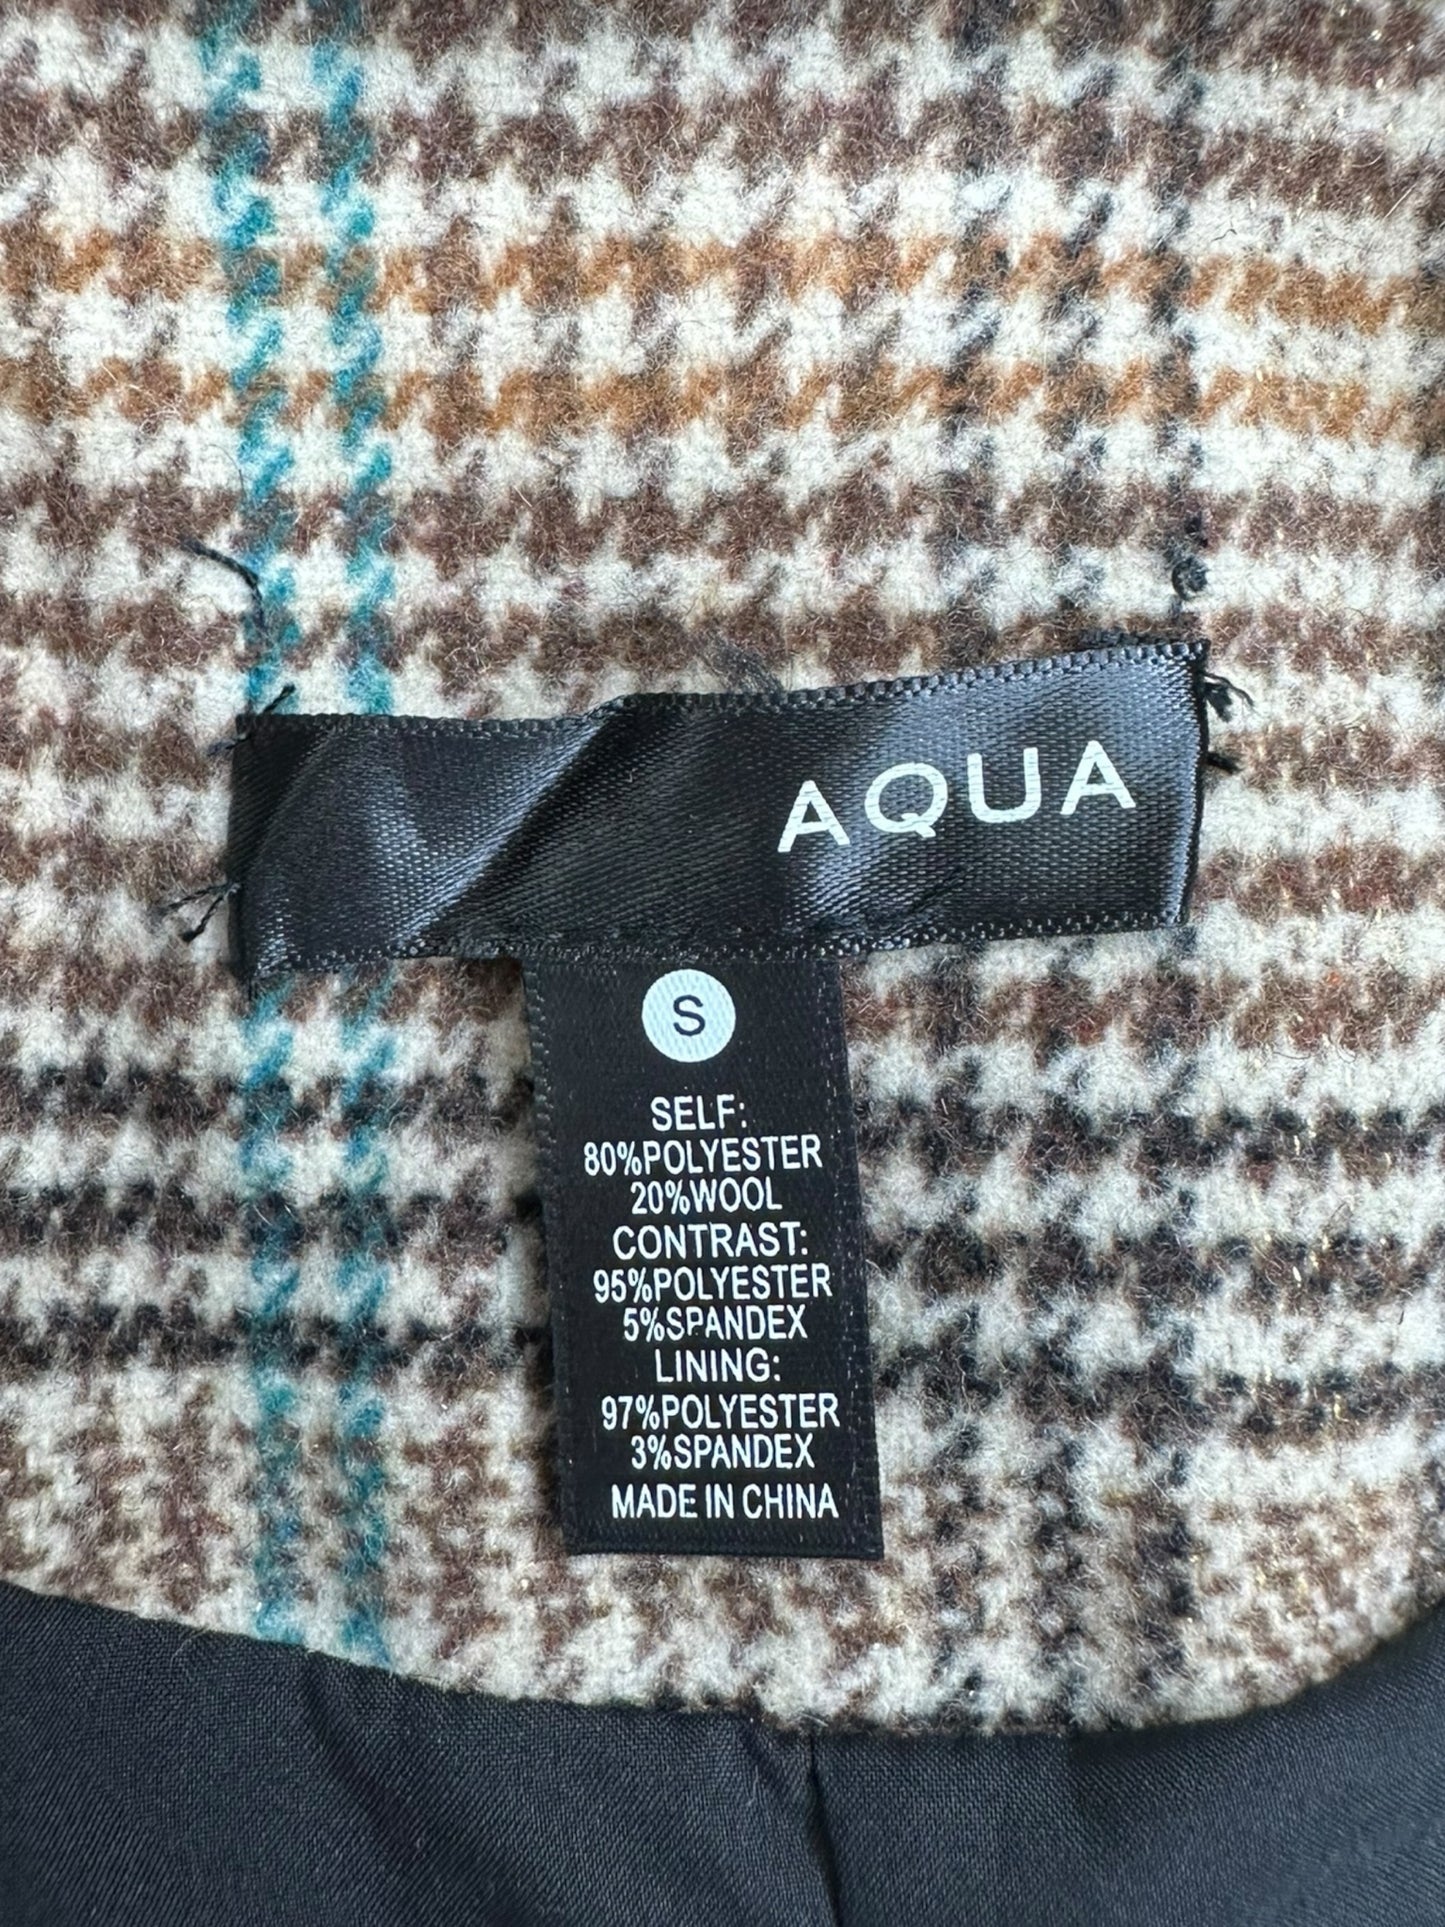 AQUA
S
SELF:
80%POLYESTER
20%WOOL
CONTRAST:
95%POLYESTER
5%SPANDEX
LINING:
97%POLYESTER
3%SPANDEX
MADE IN CHINA